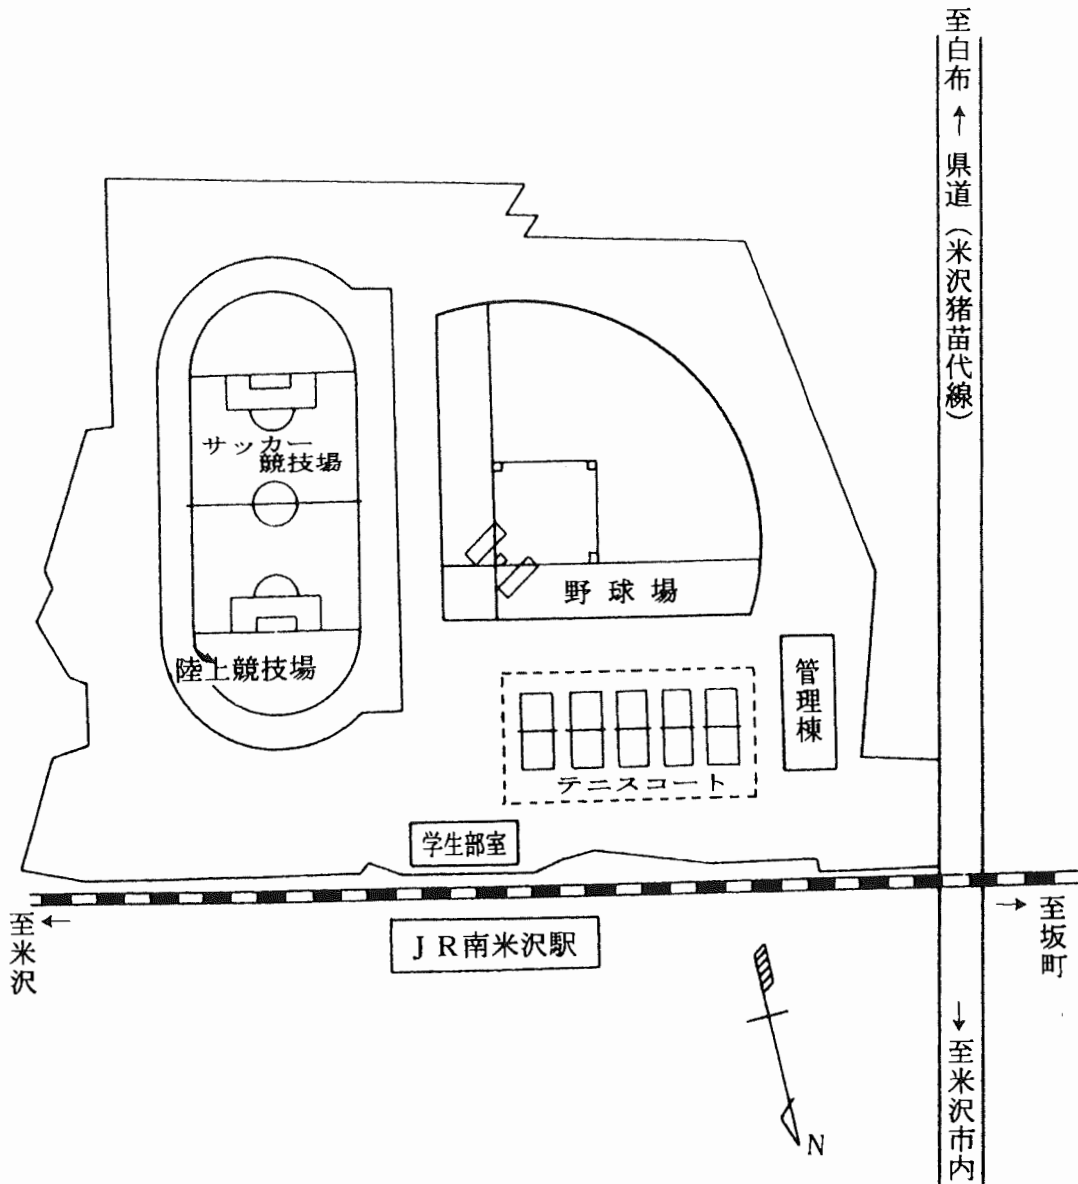 至白布
県道(米沢猪苗代線)
サッカー
競技場
野球場
陸上競技場
管理棟
テニスコート
学生部室
至米沢
JR南米沢駅
至坂町
至米沢市内
N